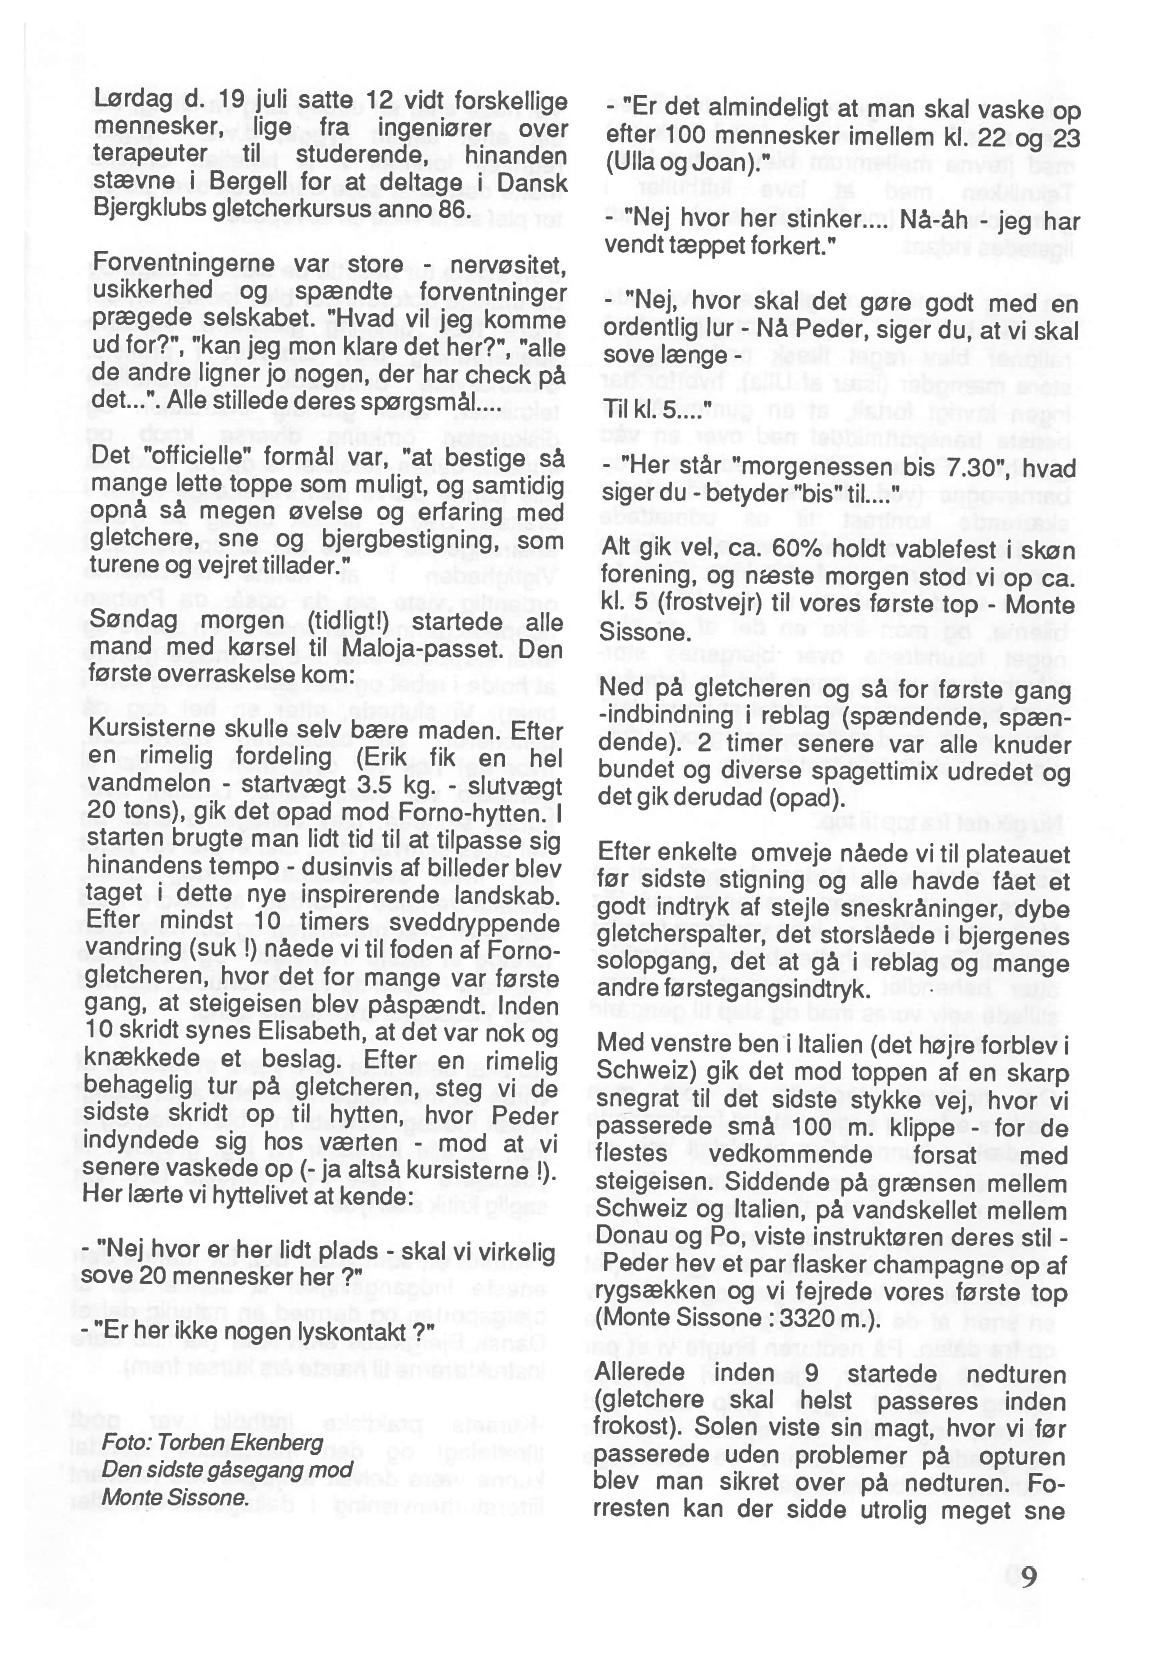 Lørdag d. 19 juli satte 12 vidt forskellige
mennesker, lige fra ingeniører over
terapeuter til studerende, hinanden
stævne i Bergell for at deltage i Dansk
Bjergklubs gletcherkursus anno 86.

Forventningerne var store - nervøsitet,
usikkerhed og spændte forventninger
prægede selskabet. "Hvad vil jeg komme
ud for?", "kan jeg mon klare det her?", "alle
de andre ligner jo nogen, der har check på
det...". Alle stillede deres spørgsmål....

Det "officielle" formål var, "at bestige så
mange lette toppe som muligt, og samtidig
opnå så megen øvelse og erfaring med
gletchere, sne og bjergbestigning, som
turene og vejret tillader."

Søndag morgen (tidligt!) startede alle
mand med kørsel til Maloja-passet. Den
første overraskelse kom:

Kursisterne skulle selv bære maden. Efter
en rimelig fordeling (Erik fik en hel
vandmelon - startvægt 3.5 kg. - slutvægt
20 tons), gik det opad mod Forno-hytten. I
starten brugte man lidt tid til at tilpasse sig
hinandens tempo - dusinvis af billeder blev
taget i dette nye inspirerende landskab.
Efter mindst 10 timers sveddryppende
vandring (suk !) nåede vi til foden af Forno-
gletcheren, hvor det for mange var første
gang, at steigeisen blev påspændt. Inden
10 skridt synes Elisabeth, at det var nok og
knækkede et beslag. Efter en rimelig
behagelig tur på gletcheren, steg vi de
sidste skridt op til hytten, hvor Peder
indyndede sig hos værten - mod at vi
senere vaskede op (- ja altså kursisterne !).
Her lærte vi hyttelivet at kende:

- "Nej hvor er her lidt plads - skal vi virkelig
sove 20 mennesker her ?"

- "Er her ikke nogen lyskontakt ?"

Foto: Torben Ekenberg
Den sidste gåsegang mod
Monte Sissone.

- "Er det almindeligt at man skal vaske op
efter 100 mennesker imellem kl. 22 og 23
(Ulla og Joan)."

- "Nej hvor her stinker.... Nå-åh - jeg har
vendt tæppet forkert."

- "Nej, hvor skal det gøre godt med en
ordentlig lur - Nå Peder, siger du, at vi skal
sove længe -

Til kl. 5...."

- "Her står "morgenessen bis 7.30", hvad
siger du - betyder "bis" til...."

Alt gik vel, ca. 60% holdt vablefest i skøn
forening, og næste morgen stod vi op ca.
kl. 5 (frostvejr) til vores første top - Monte
Sissone.

Ned på gletcheren og så for første gang
-indbindning i reblag (spændende, spæn-
dende). 2 timer senere var alle knuder
bundet og diverse spagettimix udredet og
det gik derudad (opad).

Efter enkelte omveje nåede vi til plateauet
før sidste stigning og alle havde fået et
godt indtryk af stejle sneskråninger, dybe
gletcherspalter, det storslåede i bjergenes
solopgang, det at gå i reblag og mange
andre førstegangsindtryk.

Med venstre ben i Italien (det højre forblev i
Schweiz) gik det mod toppen af en skarp
snegrat til det sidste stykke vej, hvor vi
passerede små 100 m. klippe - for de
flestes vedkommende forsat med
steigeisen. Siddende på grænsen mellem
Schweiz og Italien, på vandskellet mellem
Donau og Po, viste instruktøren deres stil -
Peder hev et par flasker champagne op af
rygsækken og vi fejrede vores første top
(Monte Sissone : 3320 m.).

Allerede inden 9 startede nedturen
(gletchere skal helst passeres inden
frokost). Solen viste sin magt, hvor vi før
passerede uden problemer på opturen
blev man sikret over på nedturen. Fo-
rresten kan der sidde utrolig meget sne

9